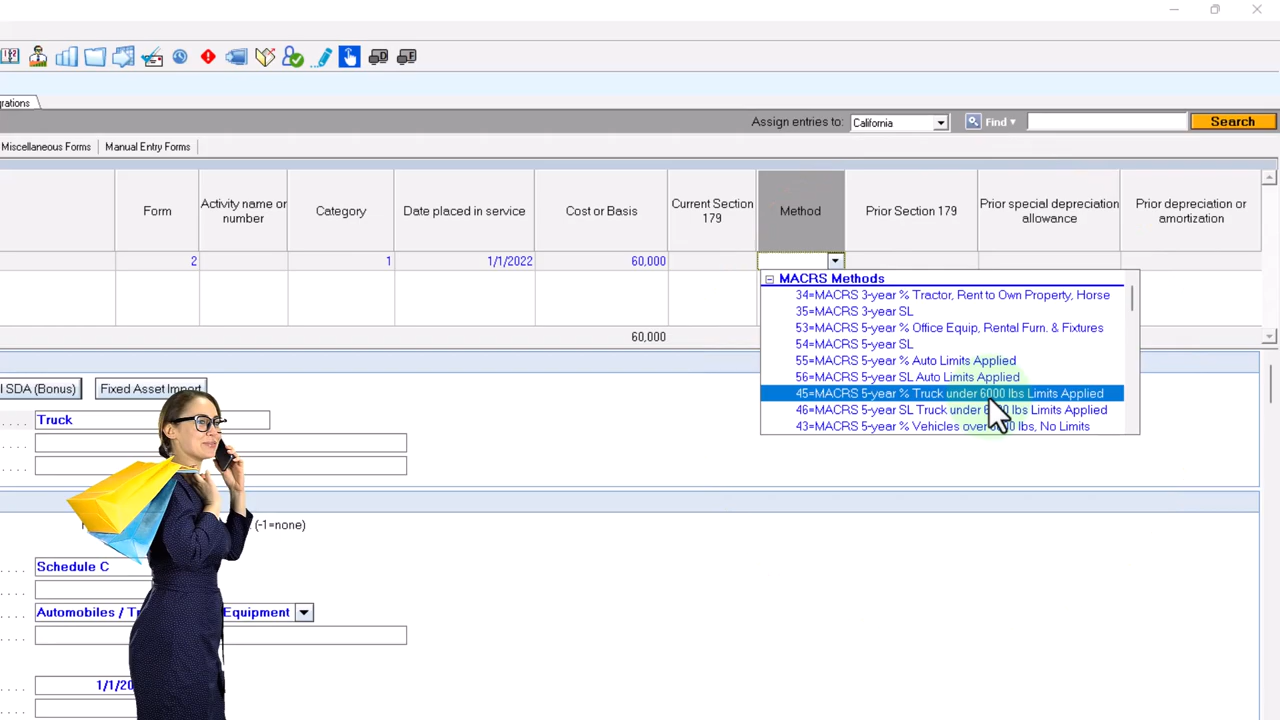 grations
Assign entries to: California Find Search
Miscellaneous Forms Manual Entry Forms
Form
Activity name or number
Category
Date placed in service
Cost or Basis
Current Section 179
Method
Prior Section 179
Prior special depreciation allowance
Prior depreciation or amortization
2 1 1/1/2022 60,000
MACRS Methods
34=MACRS 3-year % Tractor, Rent to Own Property, Horse
35=MACRS 3-year SL
53=MACRS 5-year % Office Equip, Rental Furn. & Fixtures
54=MACRS 5-year SL
60,000
55=MACRS 5-year % Auto Limits Applied
56=MACRS 5-year SL Auto Limits Applied
45=MACRS 5-year % Truck under 6000 lbs Limits Applied
46=MACRS 5-year SL Truck under lbs Limits Applied
43=MACRS 5-year % Vehicles over lbs, No Limits
SDA (Bonus) Fixed Asset Import
Truck
(-1=none)
Schedule C
Automobiles / Equipment
1/1/20